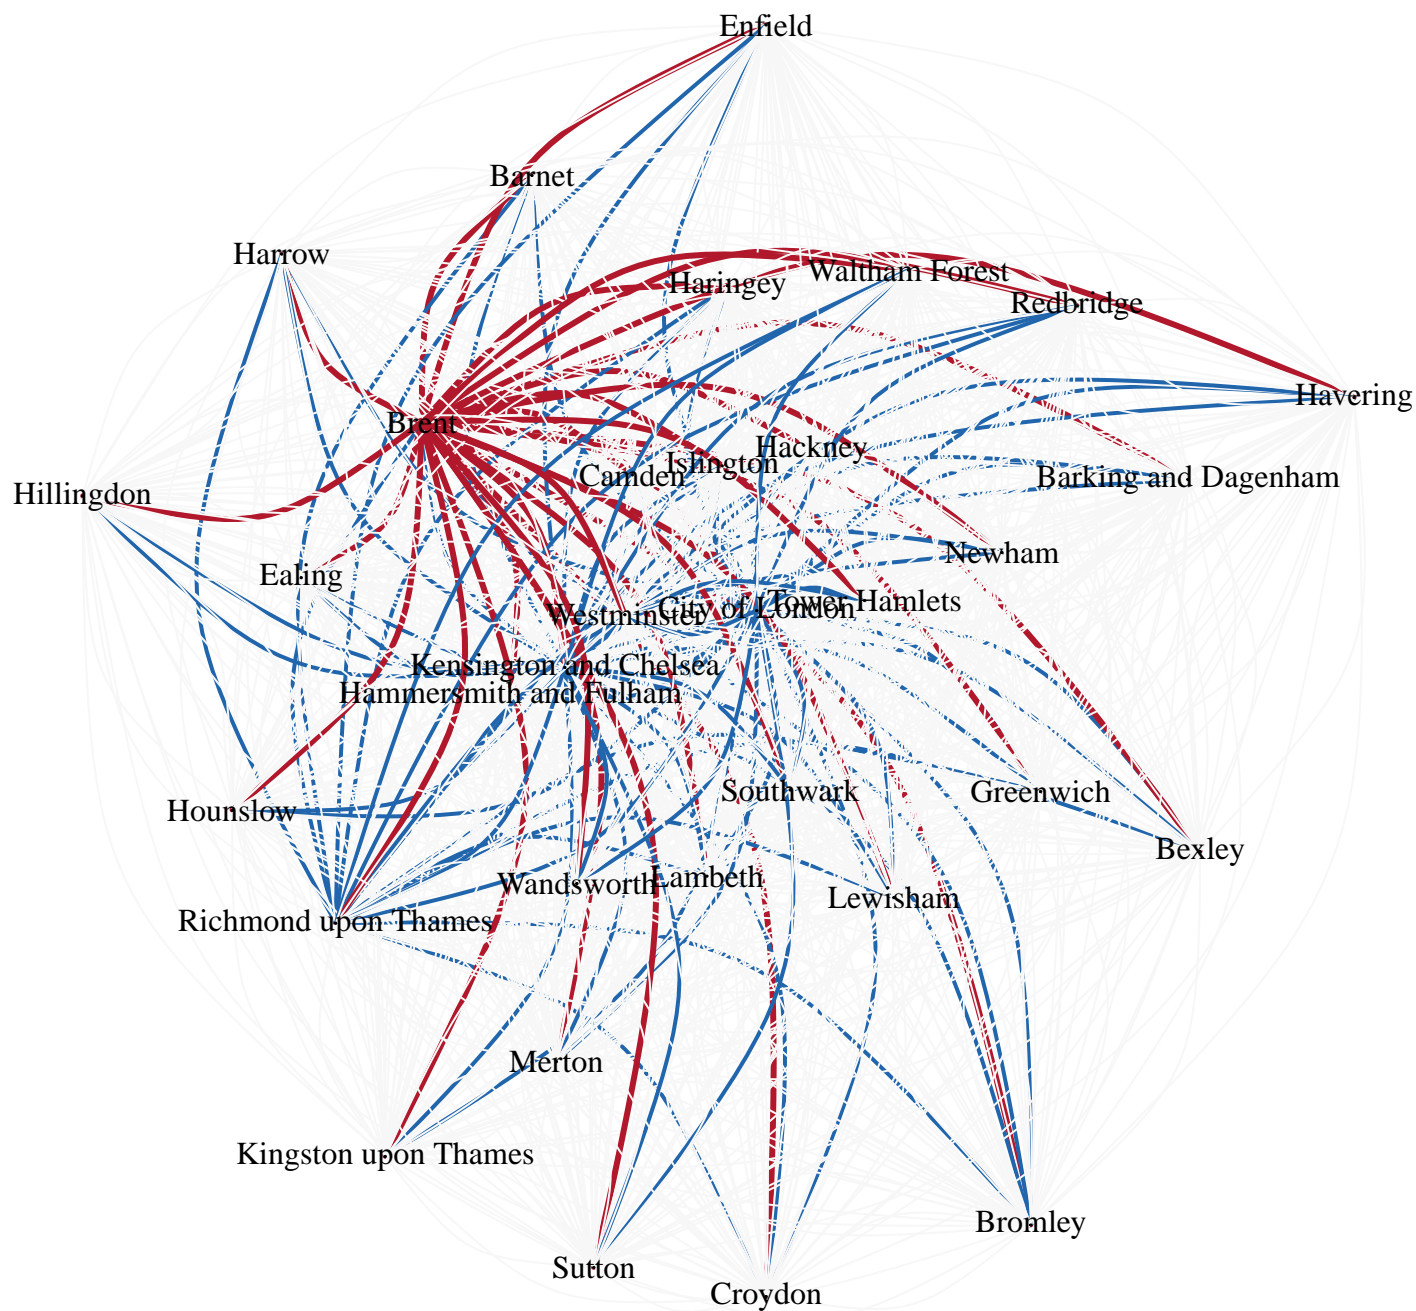 Enfield
Barnet
Harrow
Waltham Forest
Haringey
Redbridge
Havering
Brent
Hackney
Islington
Camden
Barking and Dagenham
Hillingdon
Newham
Ealing
Tower Hamlets
City of London
Westminster
Kensington and Chelsea
Hammersmith and Fulham
Southwark
Greenwich
Hounslow
Bexley
Lambeth
Wandsworth
Lewisham
Richmond upon Thames
Merton
Kingston upon Thames
Bromley
Sutton
Croydon